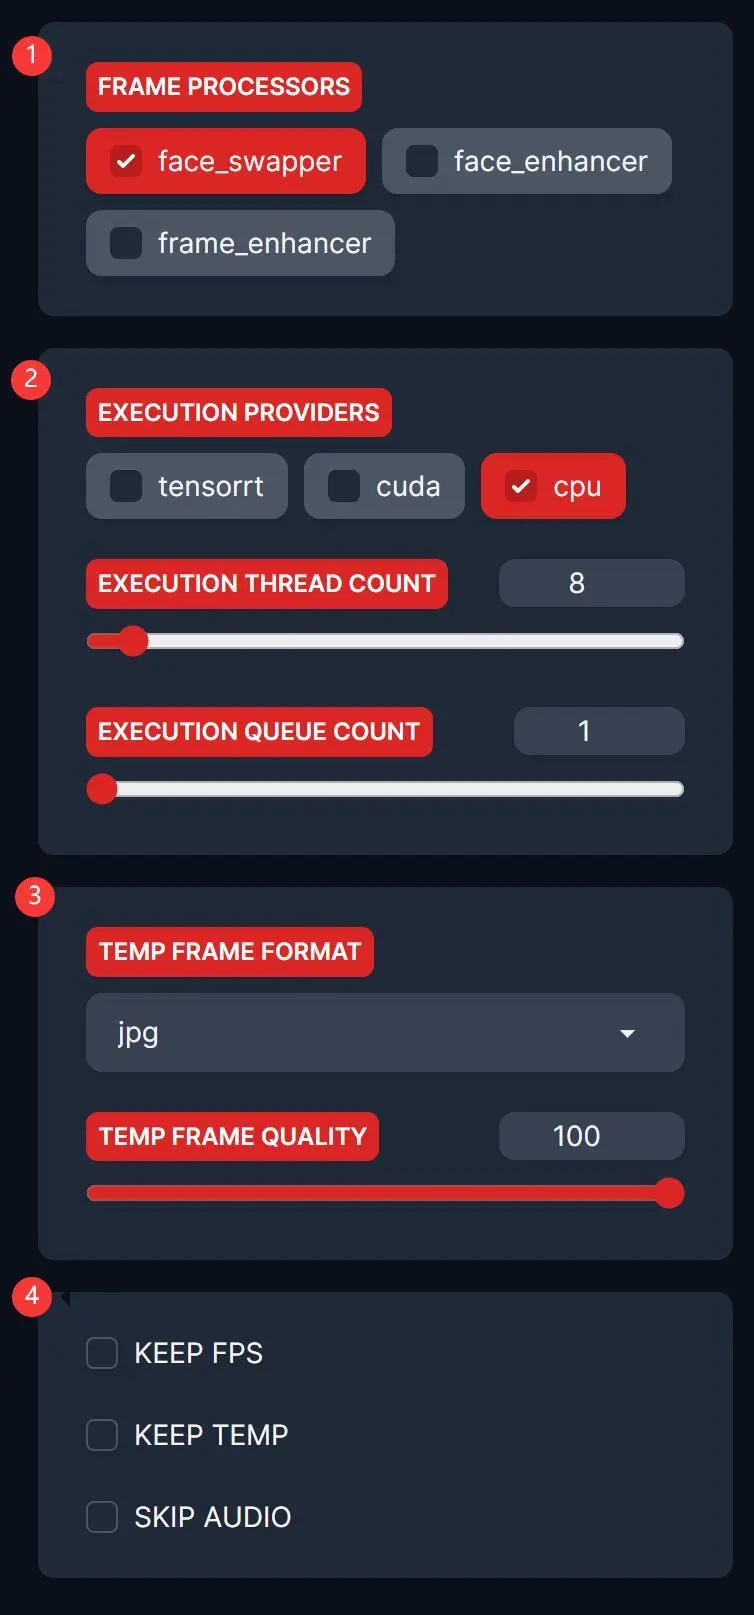 1
FRAME PROCESSORS
face_swapper face_enhancer
frame_enhancer
2
EXECUTION PROVIDERS
tensorrt cuda cpu
EXECUTION THREAD COUNT 8
EXECUTION QUEUE COUNT 1
3
TEMP FRAME FORMAT
jpg
TEMP FRAME QUALITY 100
4
KEEP FPS
KEEP TEMP
SKIP AUDIO